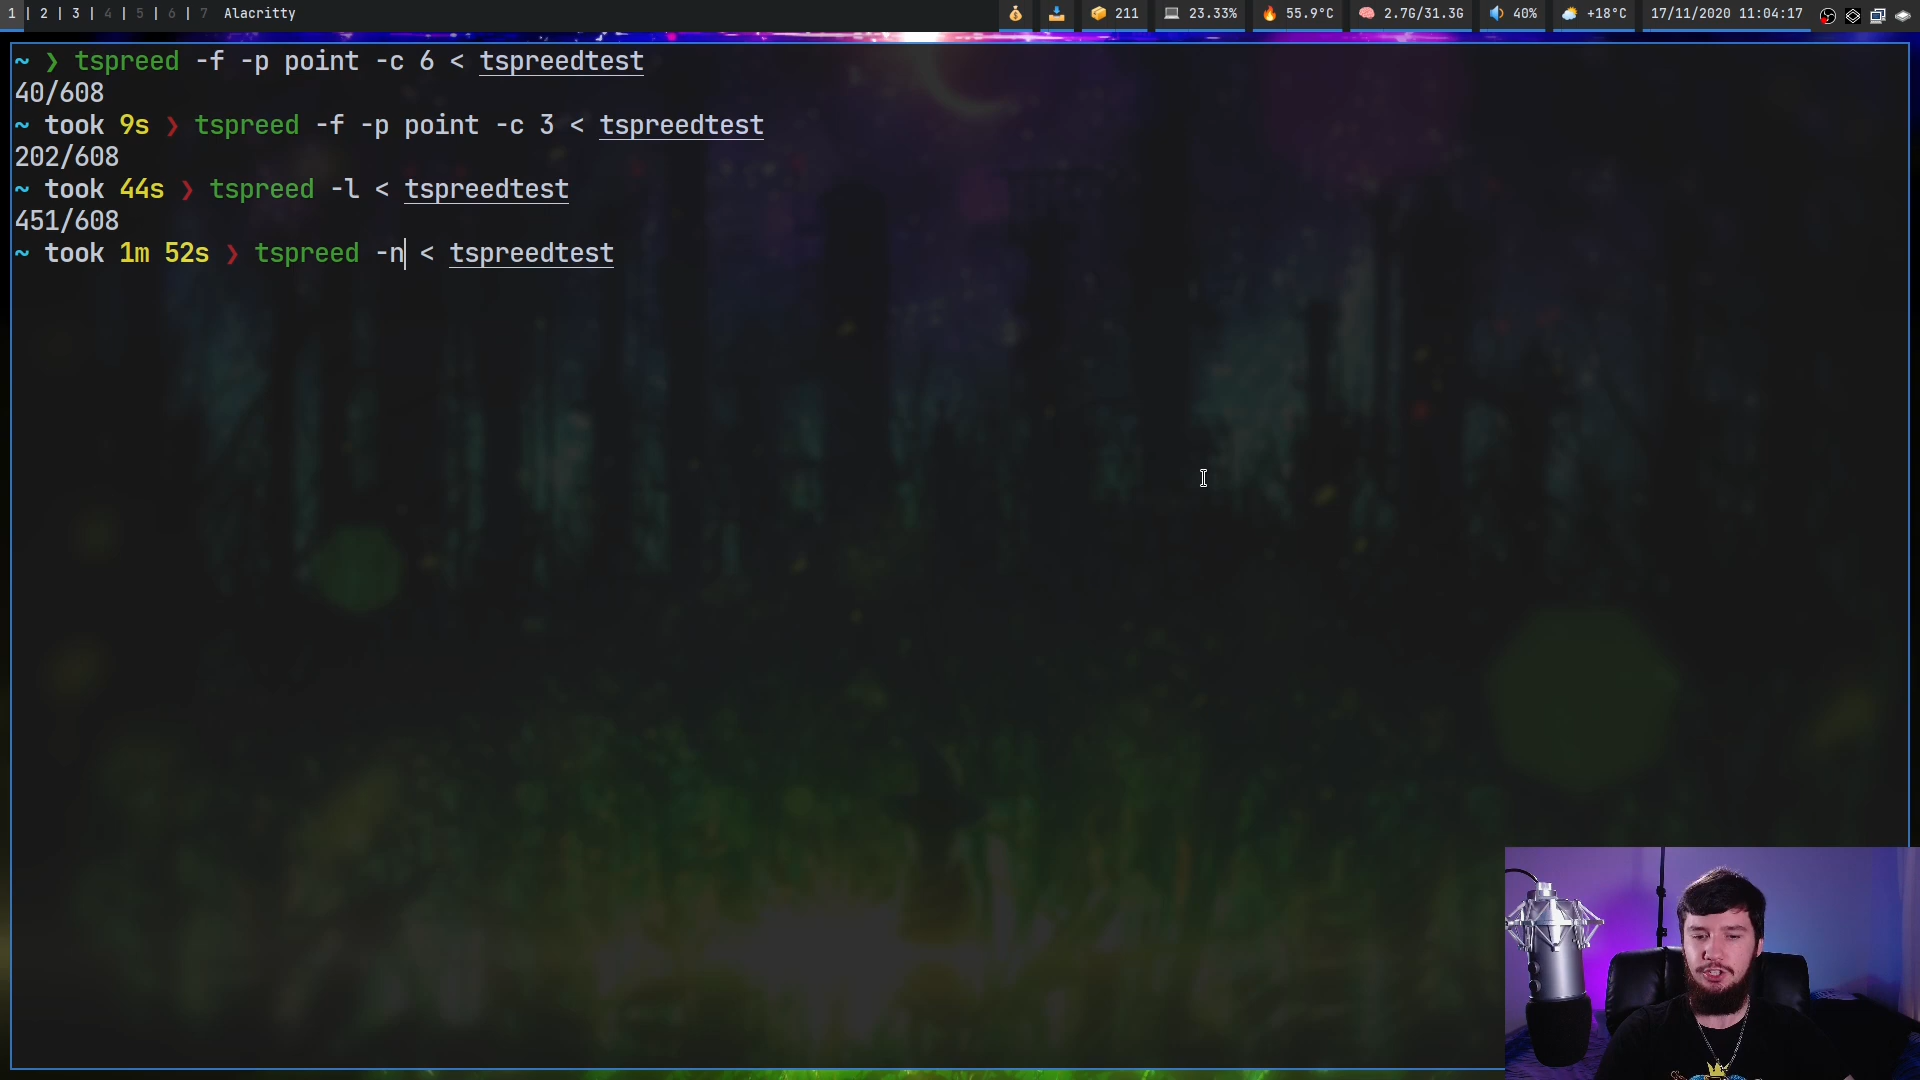 1 | 2 | 3 | 4 | 5 | 6 | 7 Alacritty 211 23.33% 55.9°C 2.7G/31.3G 40% +18°C 17/11/2020 11:04:17
~ ❯ tspreed -f -p point -c 6 < tspreedtest
40/608
~ took 9s ❯ tspreed -f -p point -c 3 < tspreedtest
202/608
~ took 44s ❯ tspreed -l < tspreedtest
451/608
~ took 1m 52s ❯ tspreed -n < tspreedtest